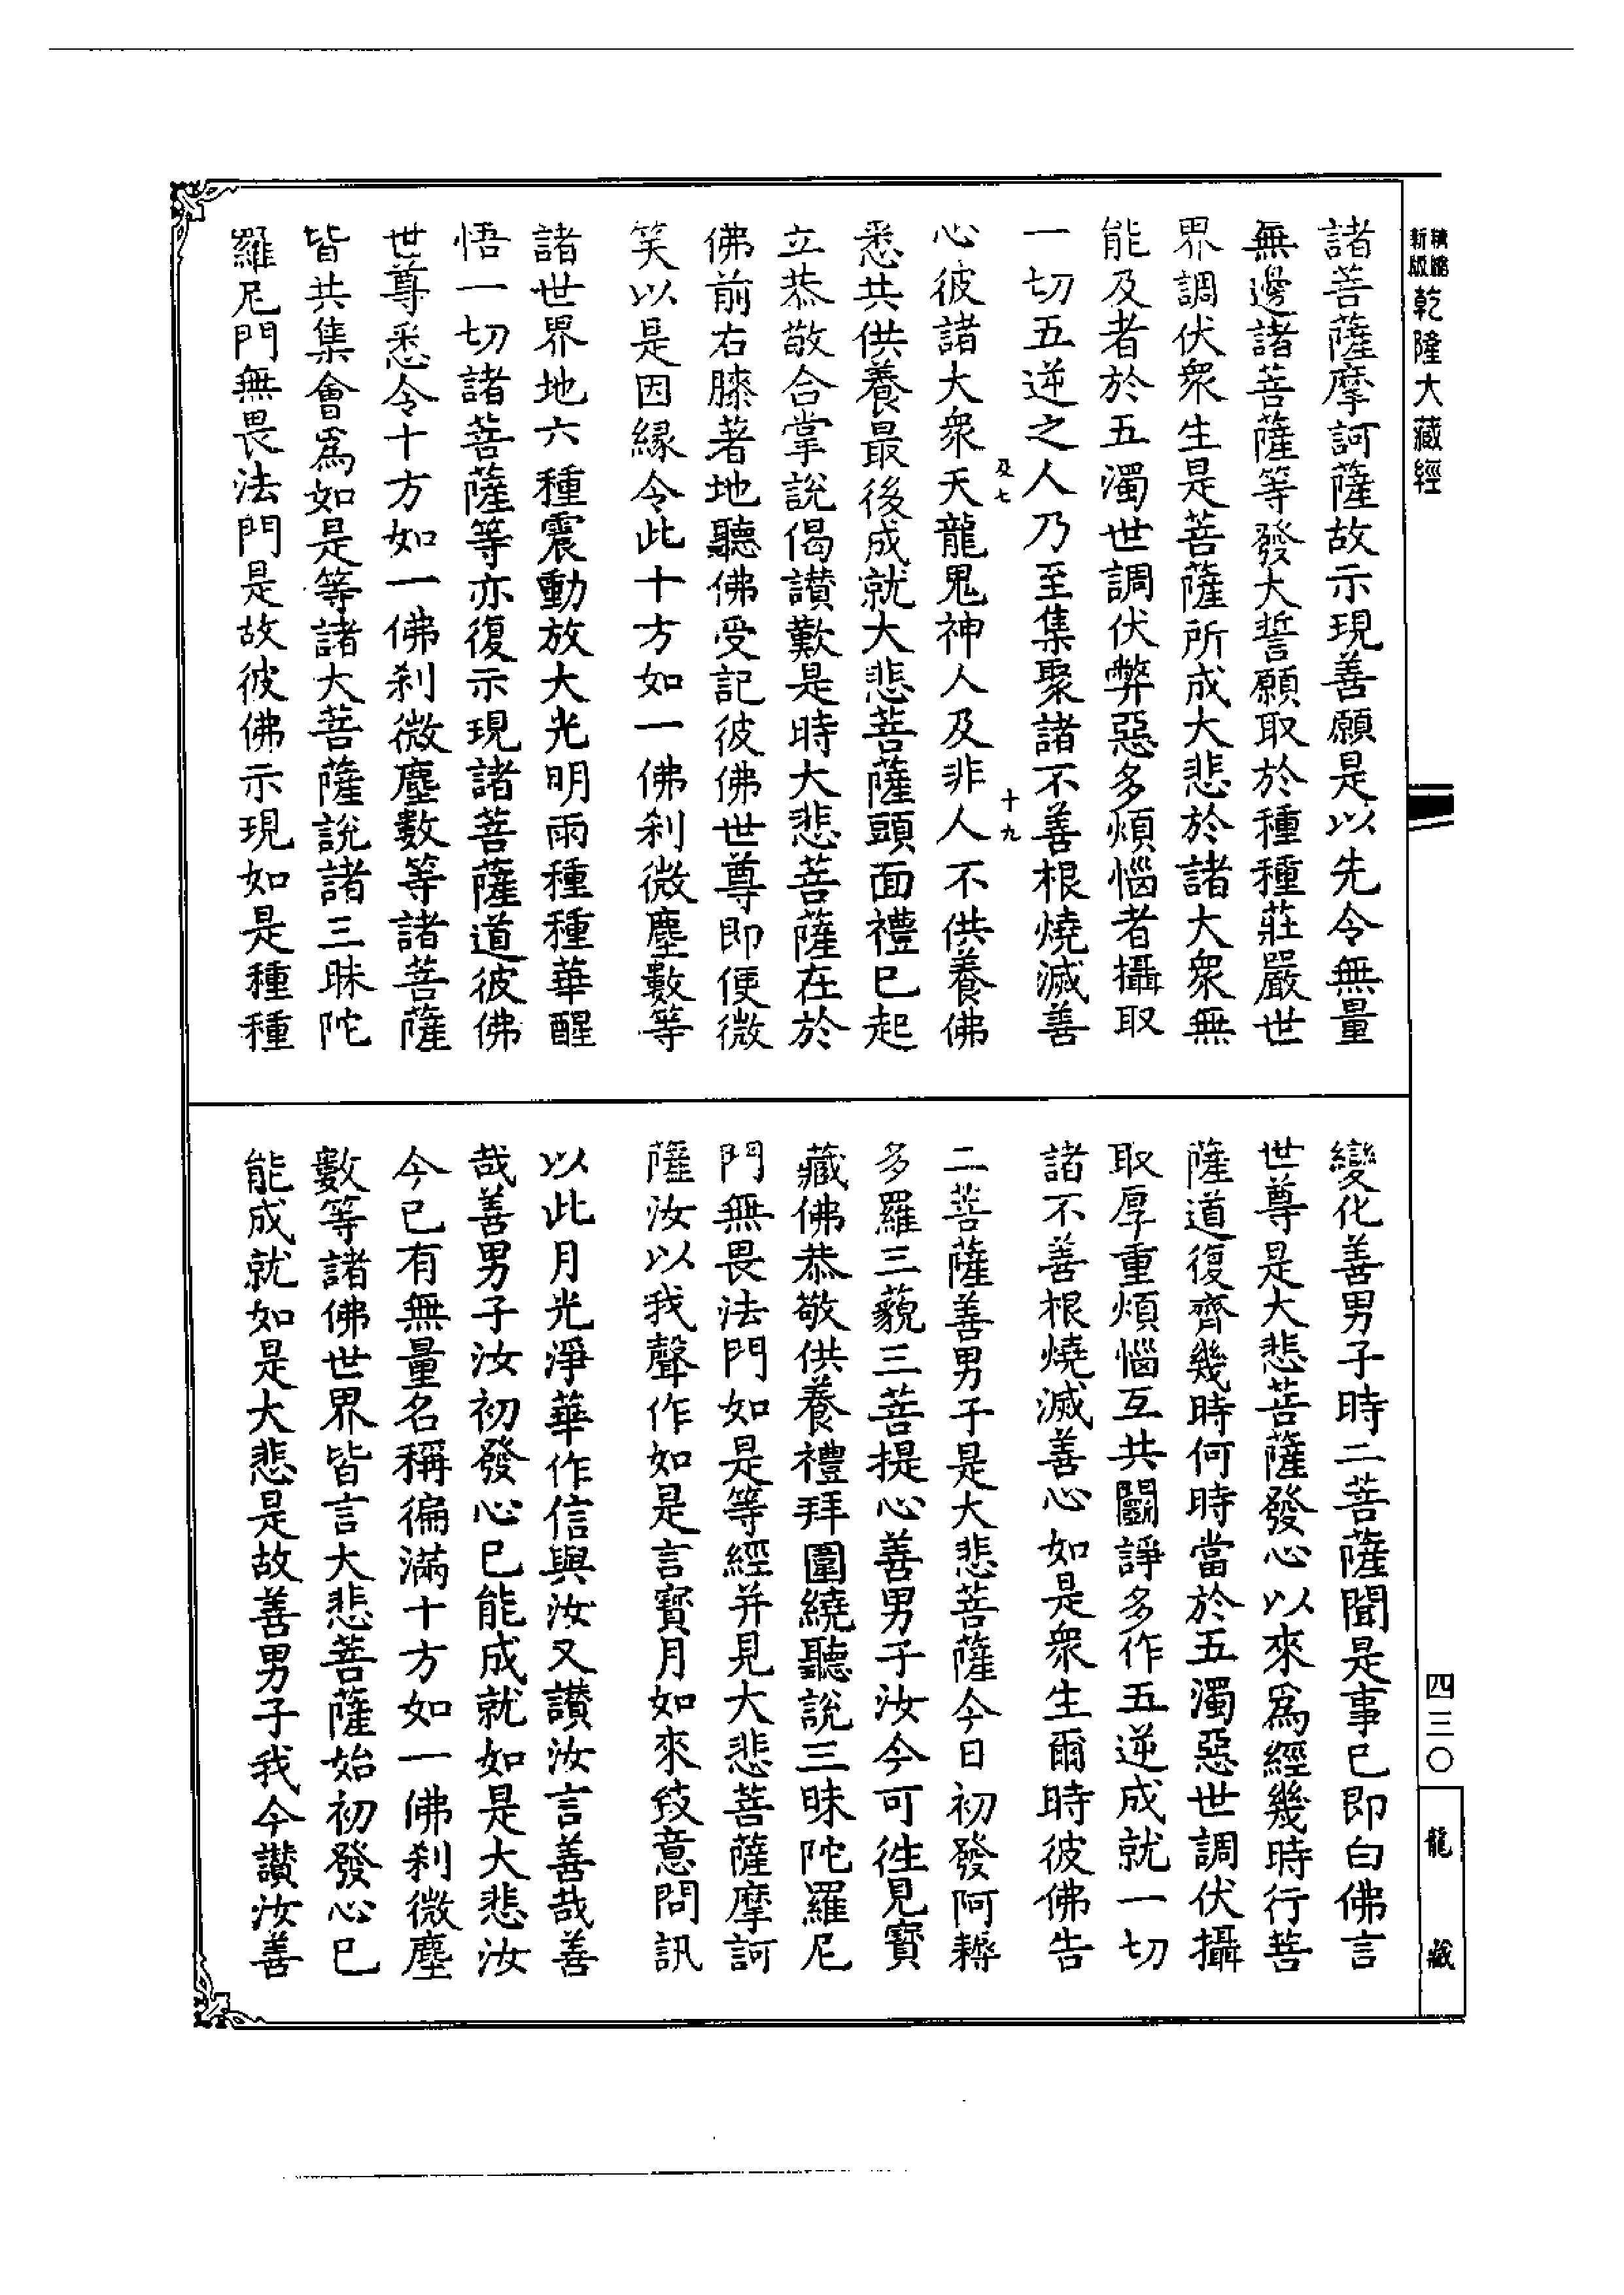 精縮
新版
乾隆大藏經
諸菩薩摩訶薩故示現善願是以先令無量
無邊諸菩薩等發大誓願取於種種莊嚴世
界調伏衆生是菩薩所成大悲於諸大衆無
能及者於五濁世調伏弊惡多煩惱者攝取
一切五逆之人乃至集聚諸不善根燒滅善
及七
十九
心彼諸大衆天龍鬼神人及非人不供養佛
悉共供養最後成就大悲菩薩頭面禮已起
立恭敬合掌說偈讃歎是時大悲菩薩在於
佛前右膝著地聽佛受記彼佛世尊即便微
笑以是因緣令此十方如一佛刹微塵數等
諸世界地六種震動放大光明雨種種華醒
悟一切諸菩薩等亦復示現諸菩薩道彼佛
世尊悉令十方如一佛刹微塵數等諸菩薩
皆共集會爲如是等諸大菩薩說諸三昧陀
羅尼門無畏法門是故彼佛示現如是種種
變化善男子時二菩薩聞是事已即白佛言
世尊是大悲菩薩發心以來爲經幾時行菩
薩道復齊幾時何時當於五濁惡世調伏攝
取厚重煩惱互共鬭諍多作五逆成就一切
諸不善根燒滅善心如是衆生爾時彼佛告
二菩薩善男子是大悲菩薩今日初發阿耨
多羅三藐三菩提心善男子汝今可徃見寶
藏佛恭敬供養禮拜圍繞聽說三昧陀羅尼
門無畏法門如是等經并見大悲菩薩摩訶
薩汝以我聲作如是言寶月如來致意問訊
以此月光淨華作信與汝又讃汝言善哉善
哉善男子汝初發心已能成就如是大悲汝
今已有無量名稱徧滿十方如一佛刹微塵
數等諸佛世界皆言大悲菩薩始初發心已
能成就如是大悲是故善男子我今讃汝善
四三〇
龍藏